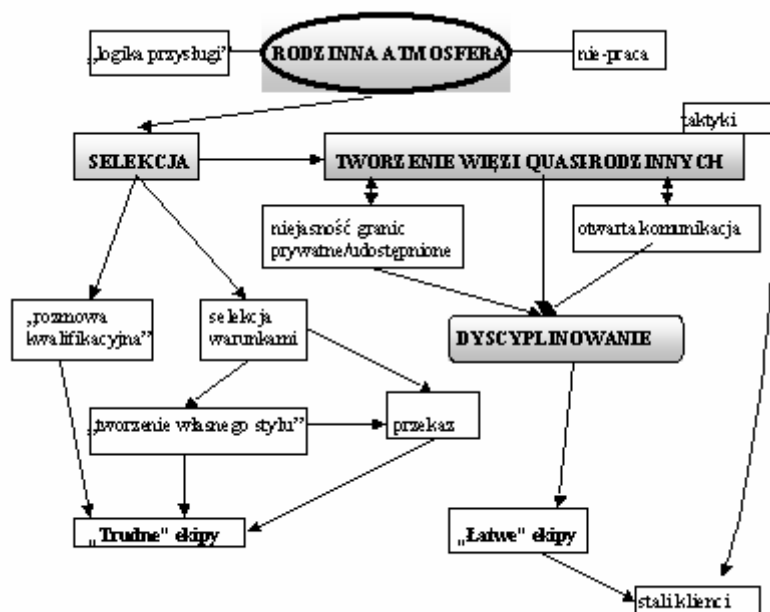 „logika przysługi”
RODZINNA ATMOSFERA
nie-praca
taktyki
SELEKCJA
TWORZENIE WIĘZI QUASIRODZINNYCH
niejasność granic
prywatne/udostępnione
otwarta komunikacja
„rozmowa
kwalifikacyjna”
selekcja
warunkami
DYSCYPLINOWANIE
„tworzenie własnego stylu”
przekaz
„Trudne” ekipy
„Łatwe” ekipy
stali klienci